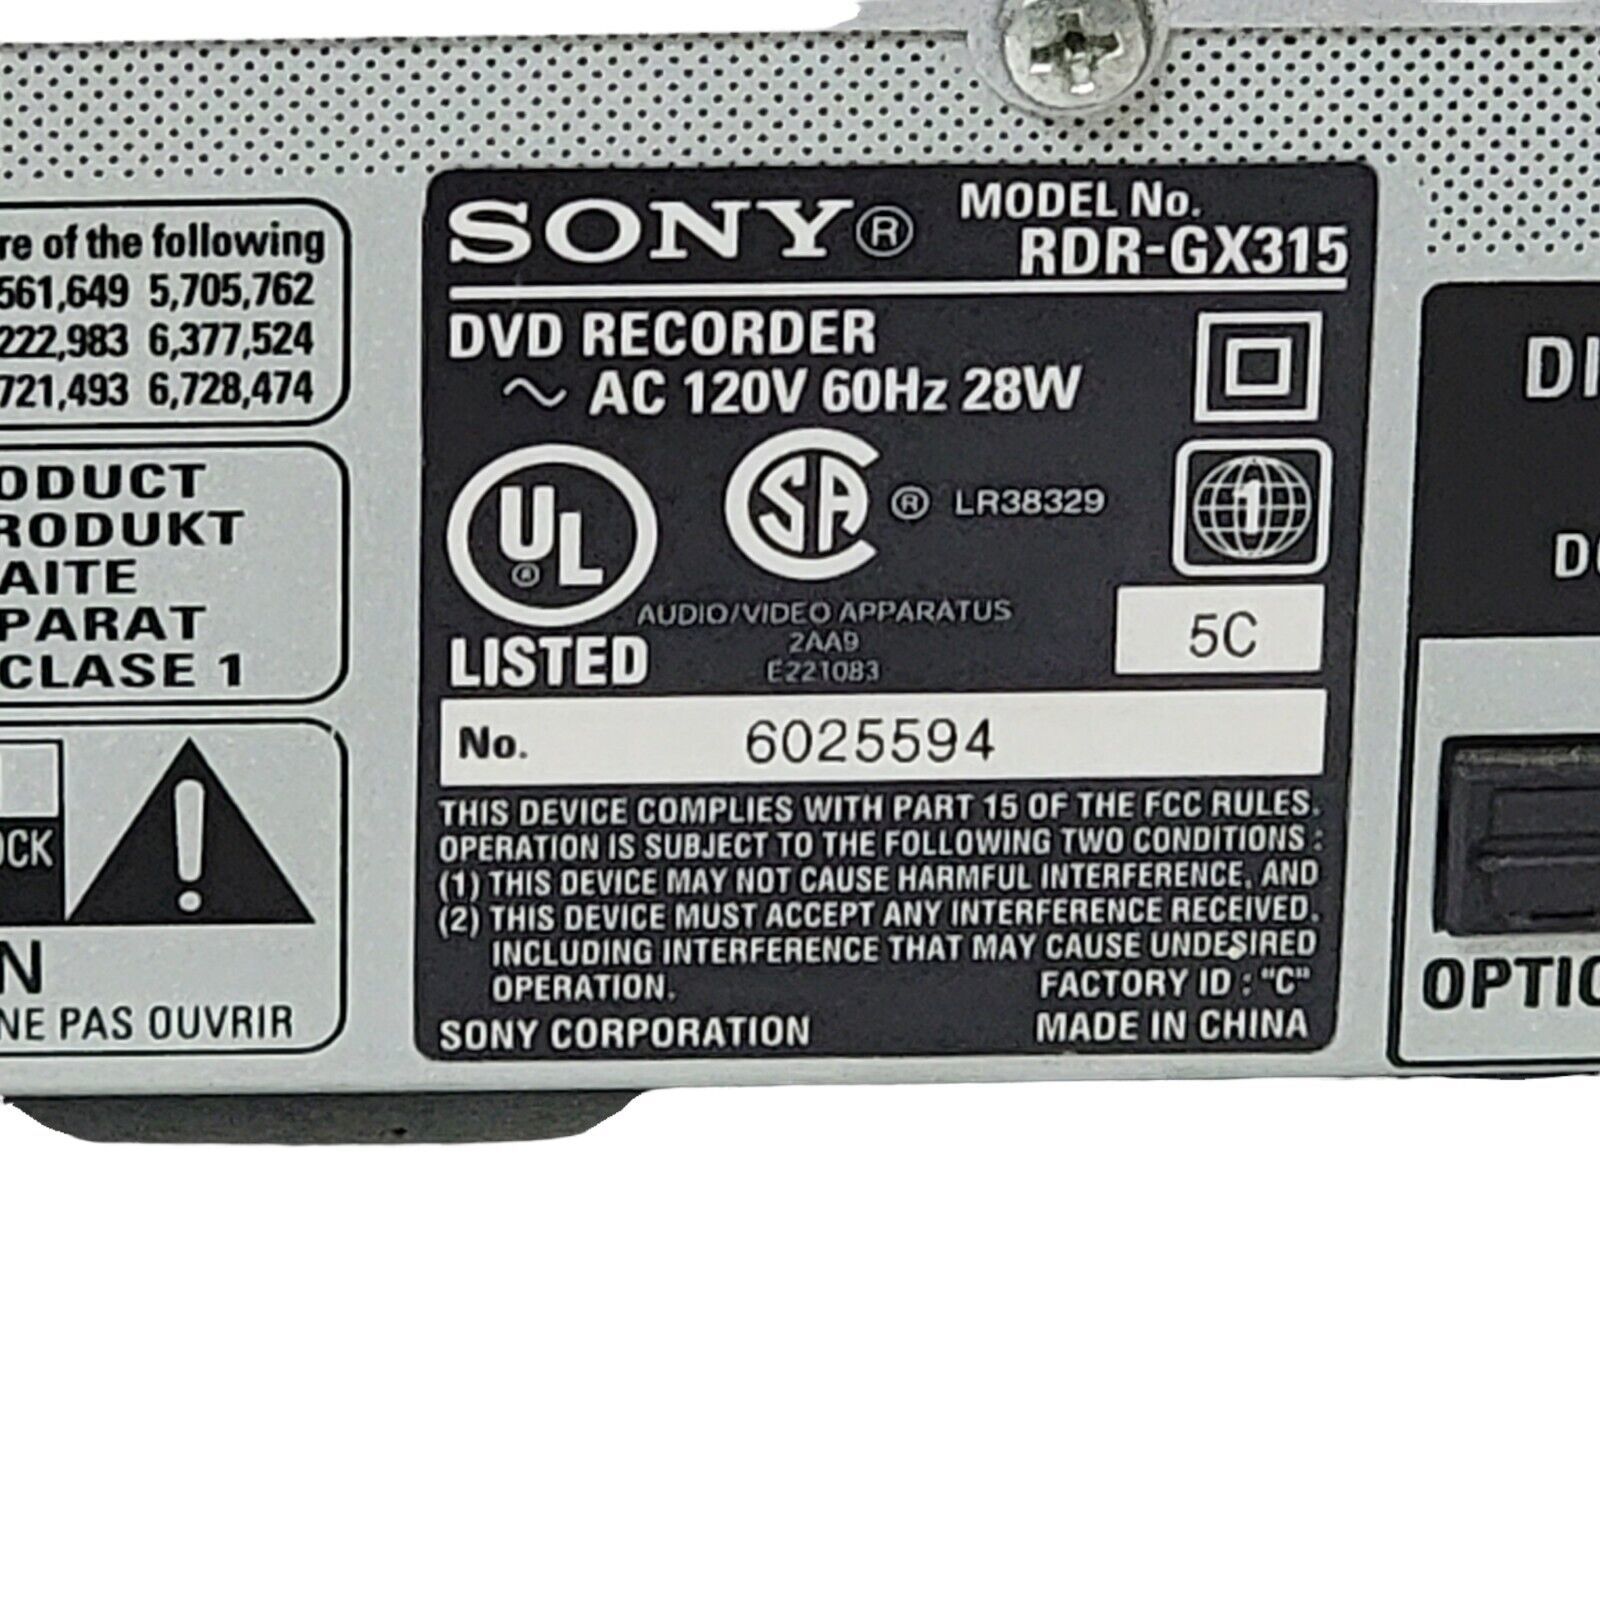 re of the following
561,649 5,705,762
222,983 6,377,524
721,493 6,728,474
ODUCT
RODUKT
AITE
PARAT
CLASE 1
OCK
N
NE PAS OUVRIR
SONY®
MODEL No.
RDR-GX315
DVD RECORDER
~ AC 120V 60Hz 28W
UL®
LISTED
SA ® LR38329
1
AUDIO/VIDEO APPARATUS
2AA9
E221083
5C
No. 6025594
THIS DEVICE COMPLIES WITH PART 15 OF THE FCC RULES.
OPERATION IS SUBJECT TO THE FOLLOWING TWO CONDITIONS :
(1) THIS DEVICE MAY NOT CAUSE HARMFUL INTERFERENCE, AND
(2) THIS DEVICE MUST ACCEPT ANY INTERFERENCE RECEIVED,
INCLUDING INTERFERENCE THAT MAY CAUSE UNDESIRED
OPERATION. FACTORY ID : "C"
SONY CORPORATION MADE IN CHINA
DI
DO
OPTIC